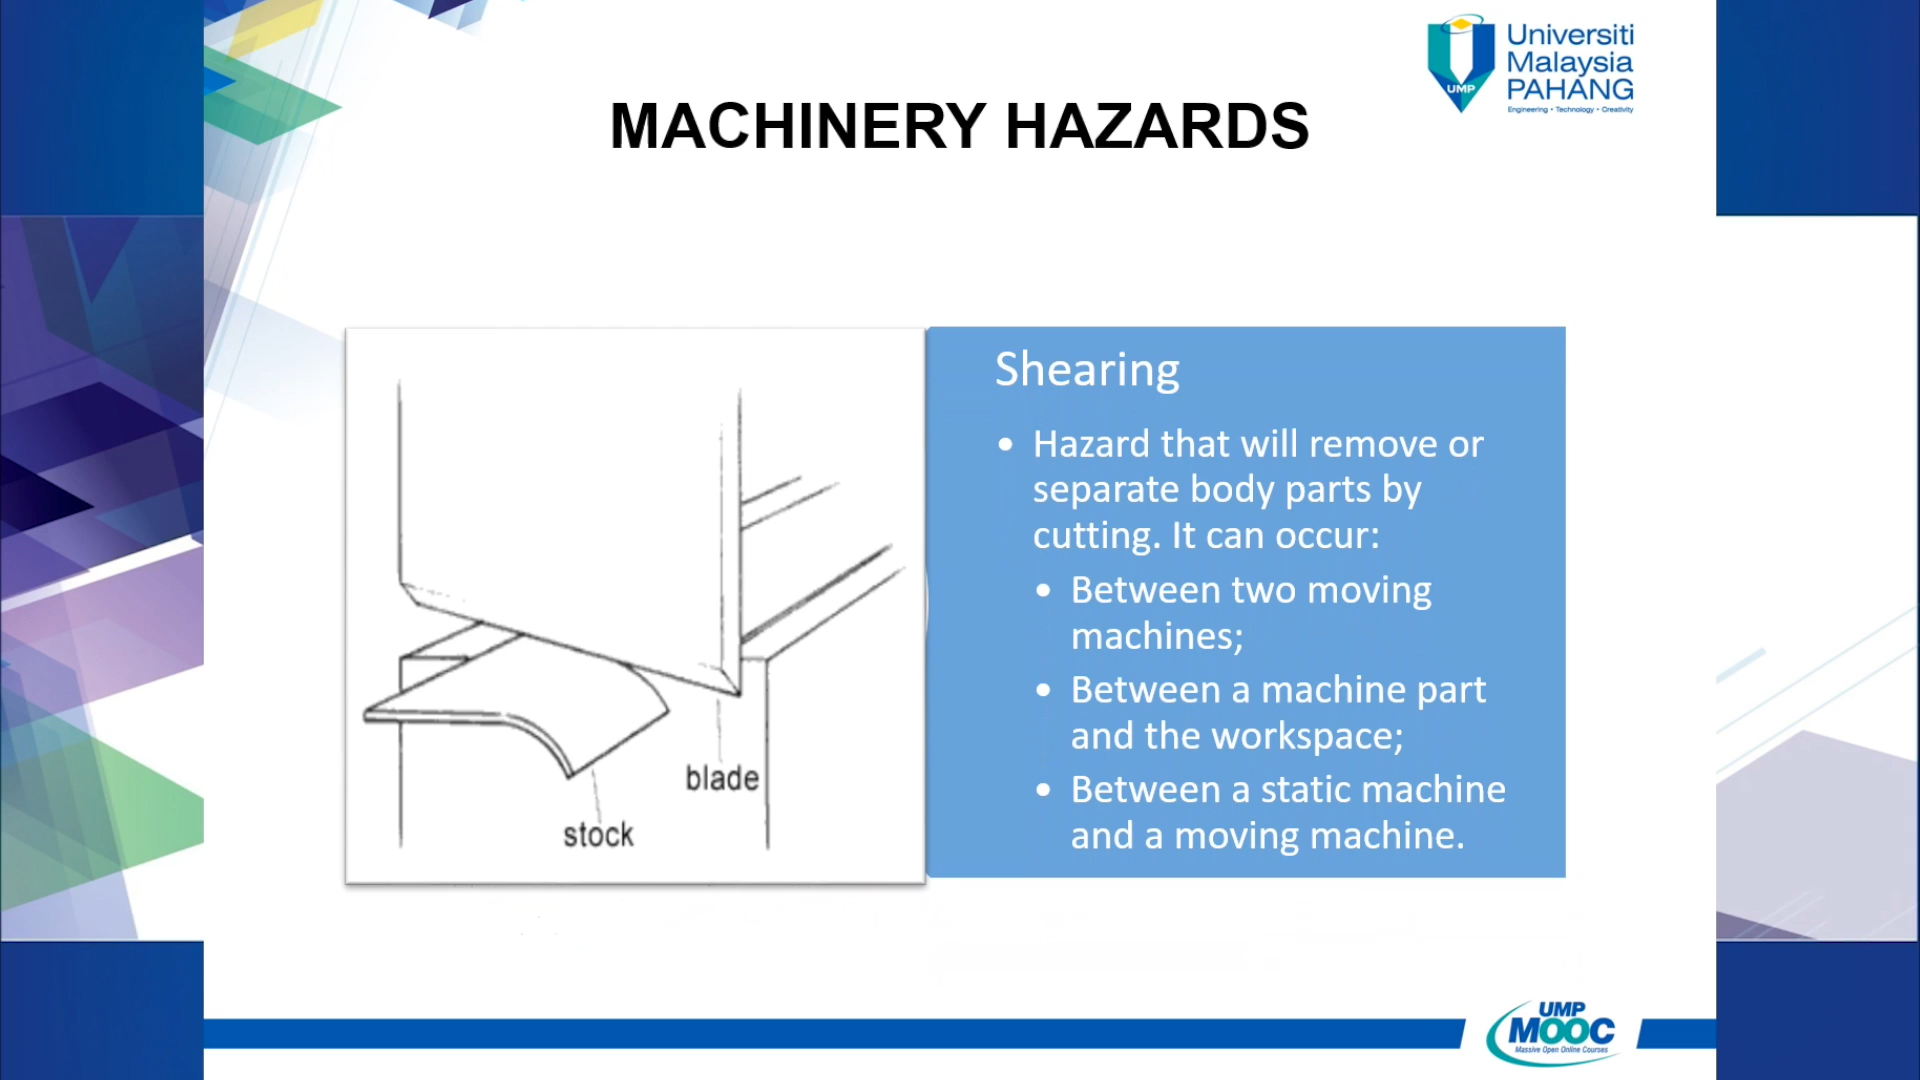 Universiti
Malaysia
PAHANG
Engineering • Technology • Creativity
UMP
MACHINERY HAZARDS
blade
stock
Shearing
• Hazard that will remove or
separate body parts by
cutting. It can occur:
• Between two moving
machines;
• Between a machine part
and the workspace;
• Between a static machine
and a moving machine.
UMP
MOOC
Massive Open Online Courses